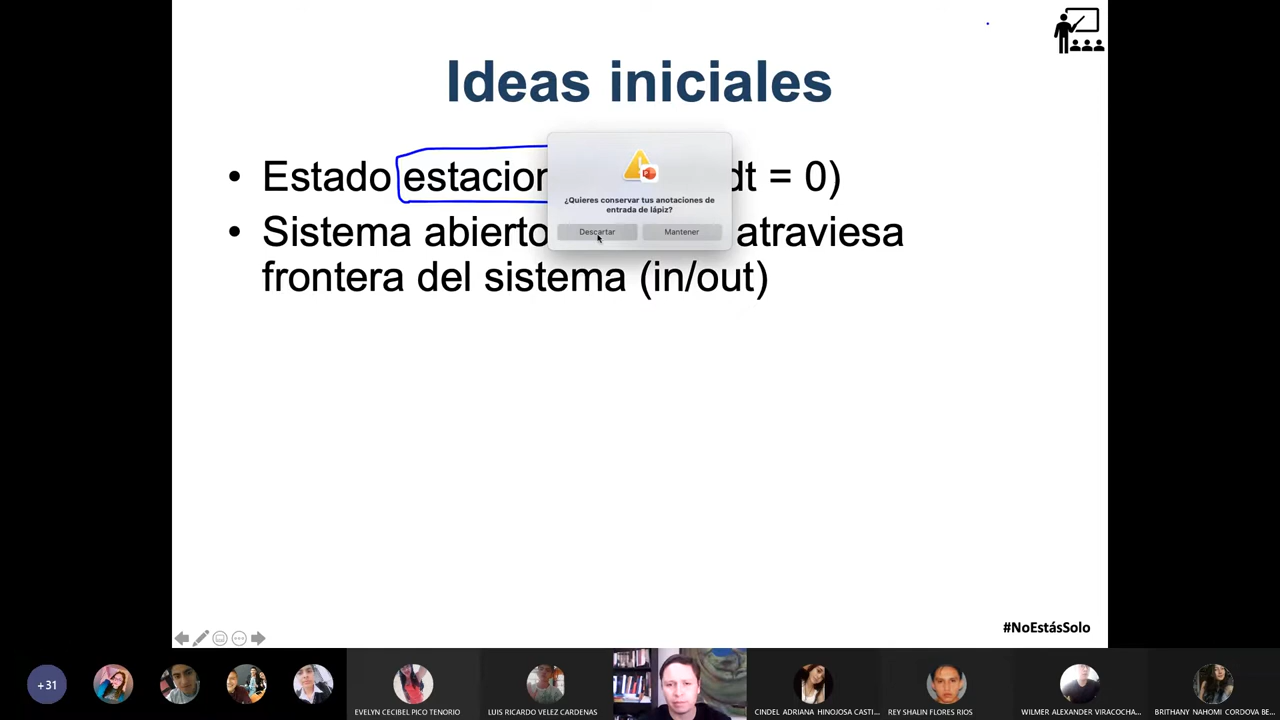 Ideas iniciales
• Estado estacion dt = 0)
• Sistema abierto atraviesa
frontera del sistema (in/out)
¿Quieres conservar tus anotaciones de
entrada de lápiz?
Descartar Mantener
#NoEstásSolo
+31
EVELYN CECIBEL PICO TENORIO
LUIS RICARDO VELEZ CARDENAS
CINDEL ADRIANA HINOJOSA CASTI...
REY SHALIN FLORES RIOS
WILMER ALEXANDER VIRACOCHA...
BRITHANY NAHOMI CORDOVA BE...